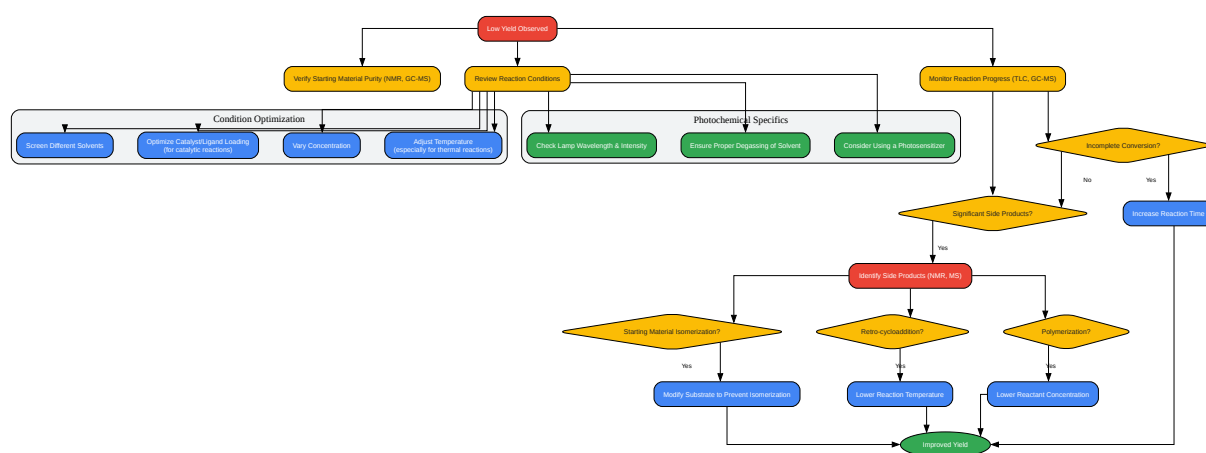 Low Yield Observed
Verify Starting Material Purity (NMR, GC-MS)
Review Reaction Conditions
Monitor Reaction Progress (TLC, GC-MS)
Condition Optimization
Photochemical Specifics
Screen Different Solvents
Optimize Catalyst/Ligand Loading
(for catalytic reactions)
Vary Concentration
Adjust Temperature
(especially for thermal reactions)
Check Lamp Wavelength & Intensity
Ensure Proper Degassing of Solvent
Consider Using a Photosensitizer
Incomplete Conversion?
No
Yes
Significant Side Products?
Increase Reaction Time
Yes
Identify Side Products (NMR, MS)
Starting Material Isomerization?
Retro-cycloaddition?
Polymerization?
Yes
Yes
Yes
Modify Substrate to Prevent Isomerization
Lower Reaction Temperature
Lower Reactant Concentration
Improved Yield